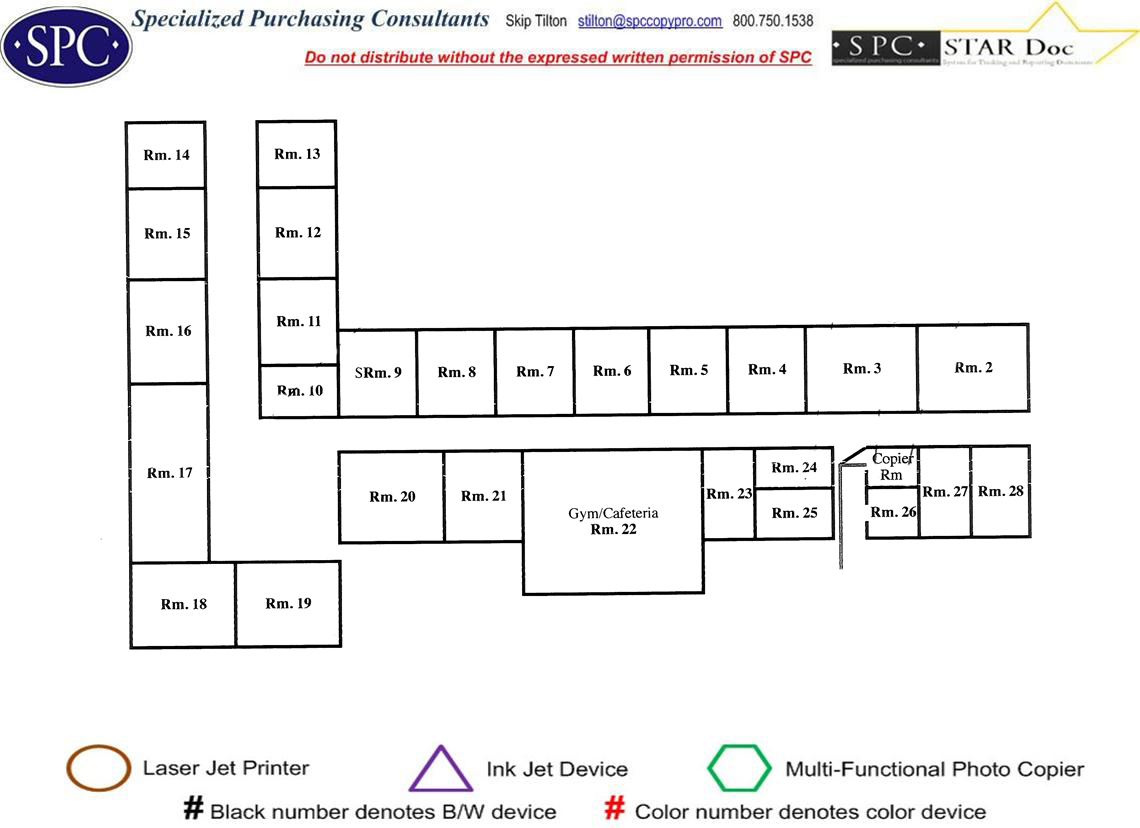 Specialized Purchasing Consultants Skip Tilton stilton@spccopypro.com 800.750.1538
·SPC·
Do not distribute without the expressed written permission of SPC
·SPC· STAR Doc
specialized purchasing consultants System for Tracking and Reporting Documents
Rm. 14 Rm. 13
Rm. 15 Rm. 12
Rm. 16 Rm. 11
SRm. 9 Rm. 8 Rm. 7 Rm. 6 Rm. 5 Rm. 4 Rm. 3 Rm. 2
Rm. 10
Rm. 17
Rm. 20 Rm. 21
Gym/Cafeteria
Rm. 22
Rm. 23
Rm. 24
Rm. 25
Copier
Rm
Rm. 26
Rm. 27 Rm. 28
Rm. 18 Rm. 19
Laser Jet Printer Ink Jet Device Multi-Functional Photo Copier
# Black number denotes B/W device # Color number denotes color device